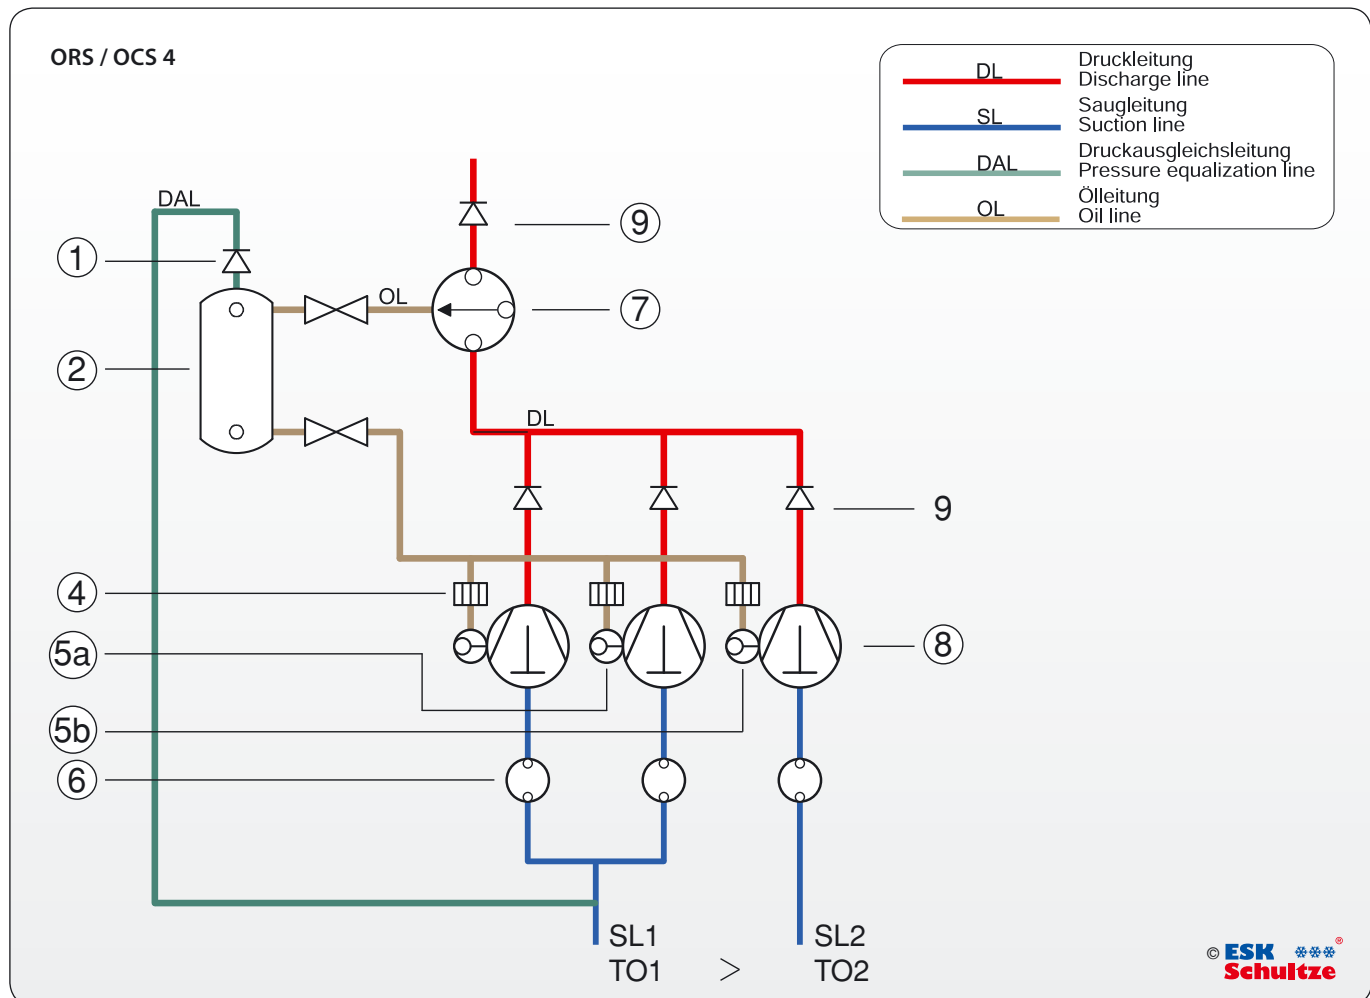 ORS / OCS 4
DL
Druckleitung
Discharge line
SL
Saugleitung
Suction line
DAL
Druckausgleichsleitung
Pressure equalization line
OL
Ölleitung
Oil line
DAL
9
1
OL
7
2
DL
9
4
5a
8
5b
6
SL1
SL2
TO1 > TO2
© ESK ®
Schultze